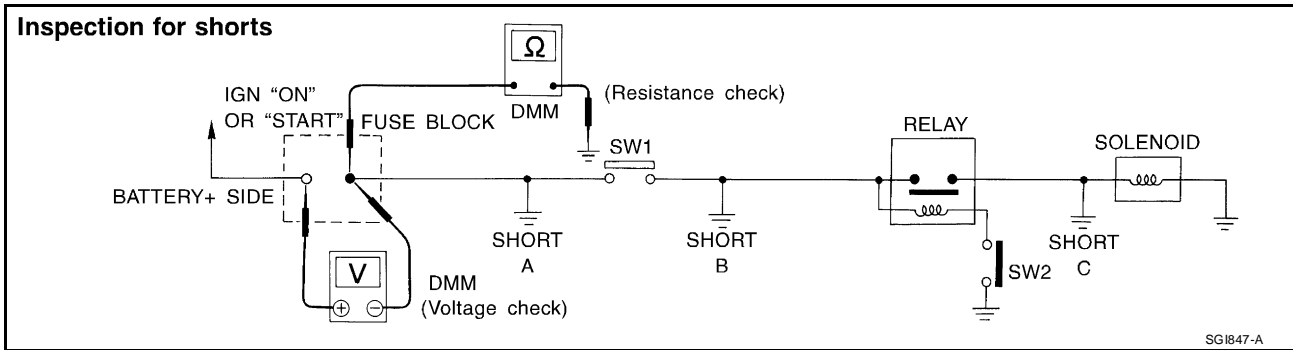 Inspection for shorts
Ω
IGN “ON”
OR “START”
FUSE BLOCK
DMM
(Resistance check)
SW1
RELAY
SOLENOID
BATTERY+ SIDE
SHORT
A
SHORT
B
SHORT
C
SW2
V
+ −
DMM
(Voltage check)
SGI847-A